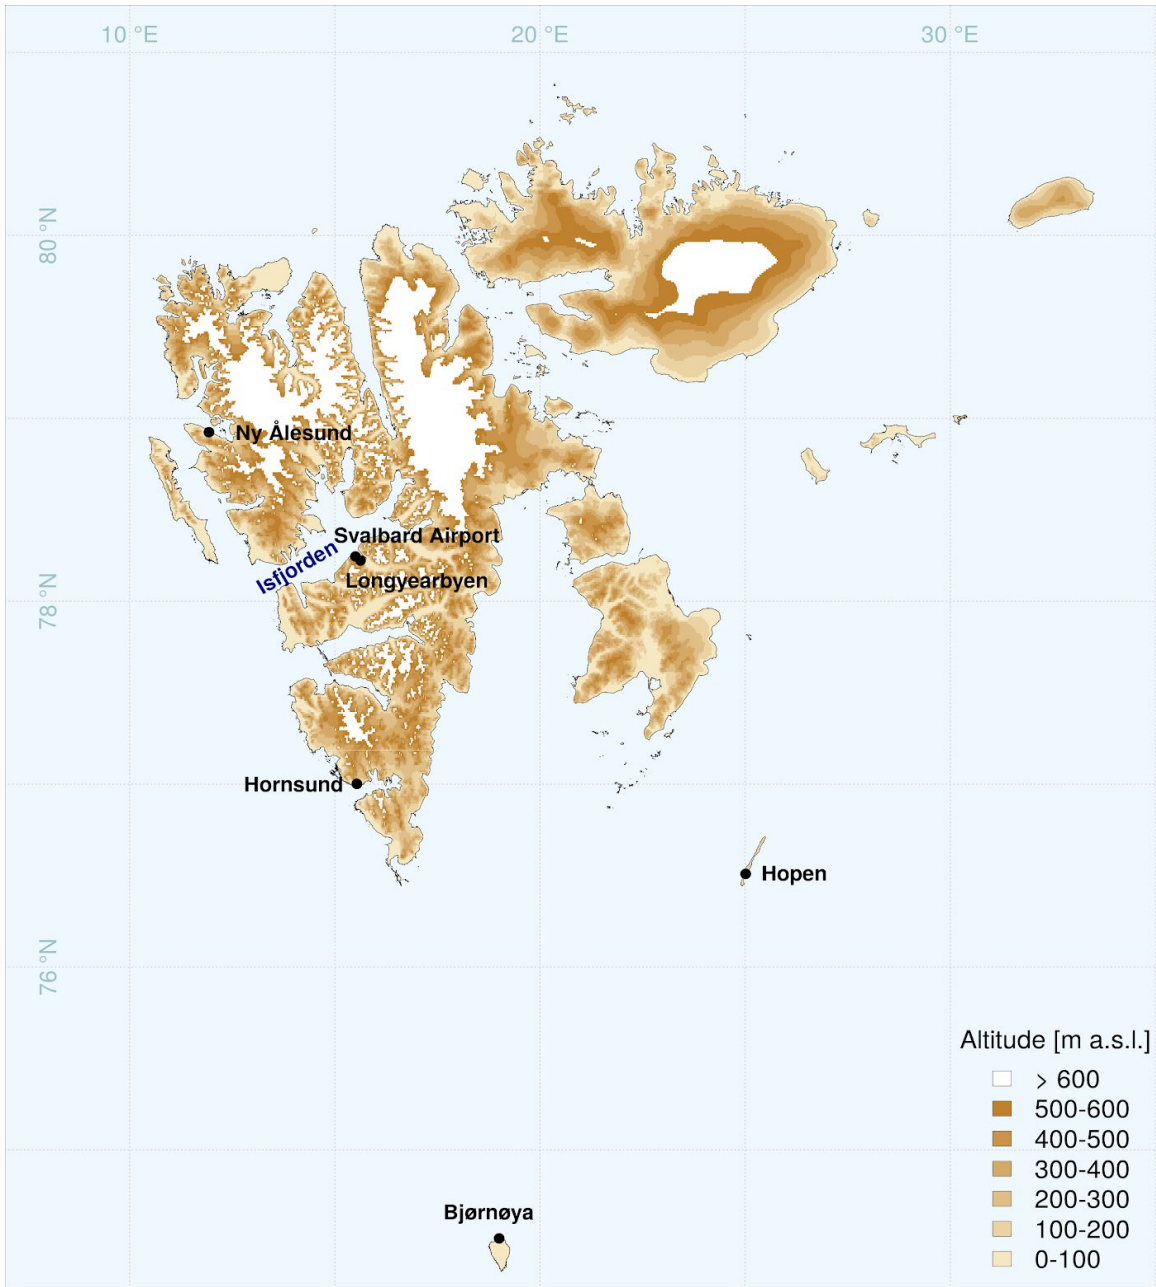 10 °E
20 °E
30 °E
80 °N
Ny Ålesund
Svalbard Airport
Isfjorden
Longyearbyen
78 °N
Hornsund
Hopen
76 °N
Altitude [m a.s.l.]
> 600
500-600
400-500
300-400
200-300
100-200
0-100
Bjørnøya